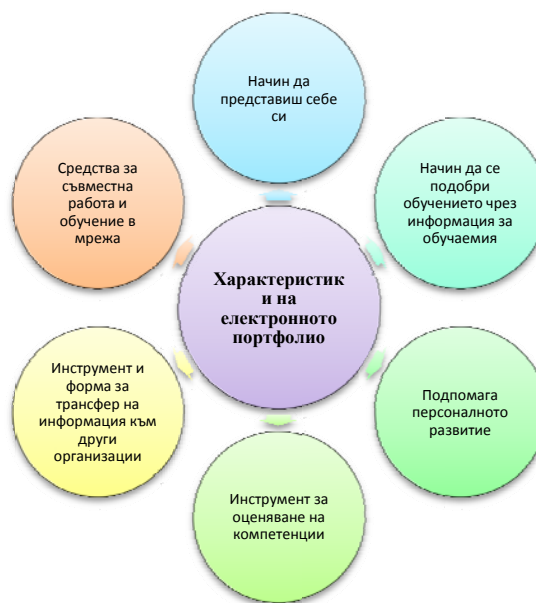 Начин да
представиш себе
си
Средства за
съвместна
работа и
обучение в
мрежа
Начин да се
подобри
обучението чрез
информация за
обучаемия
Характеристик
и на
електронното
портфолио
Инструмент и
форма за
трансфер на
информация към
други
организации
Подпомага
персоналното
развитие
Инструмент за
оценяване на
компетенции